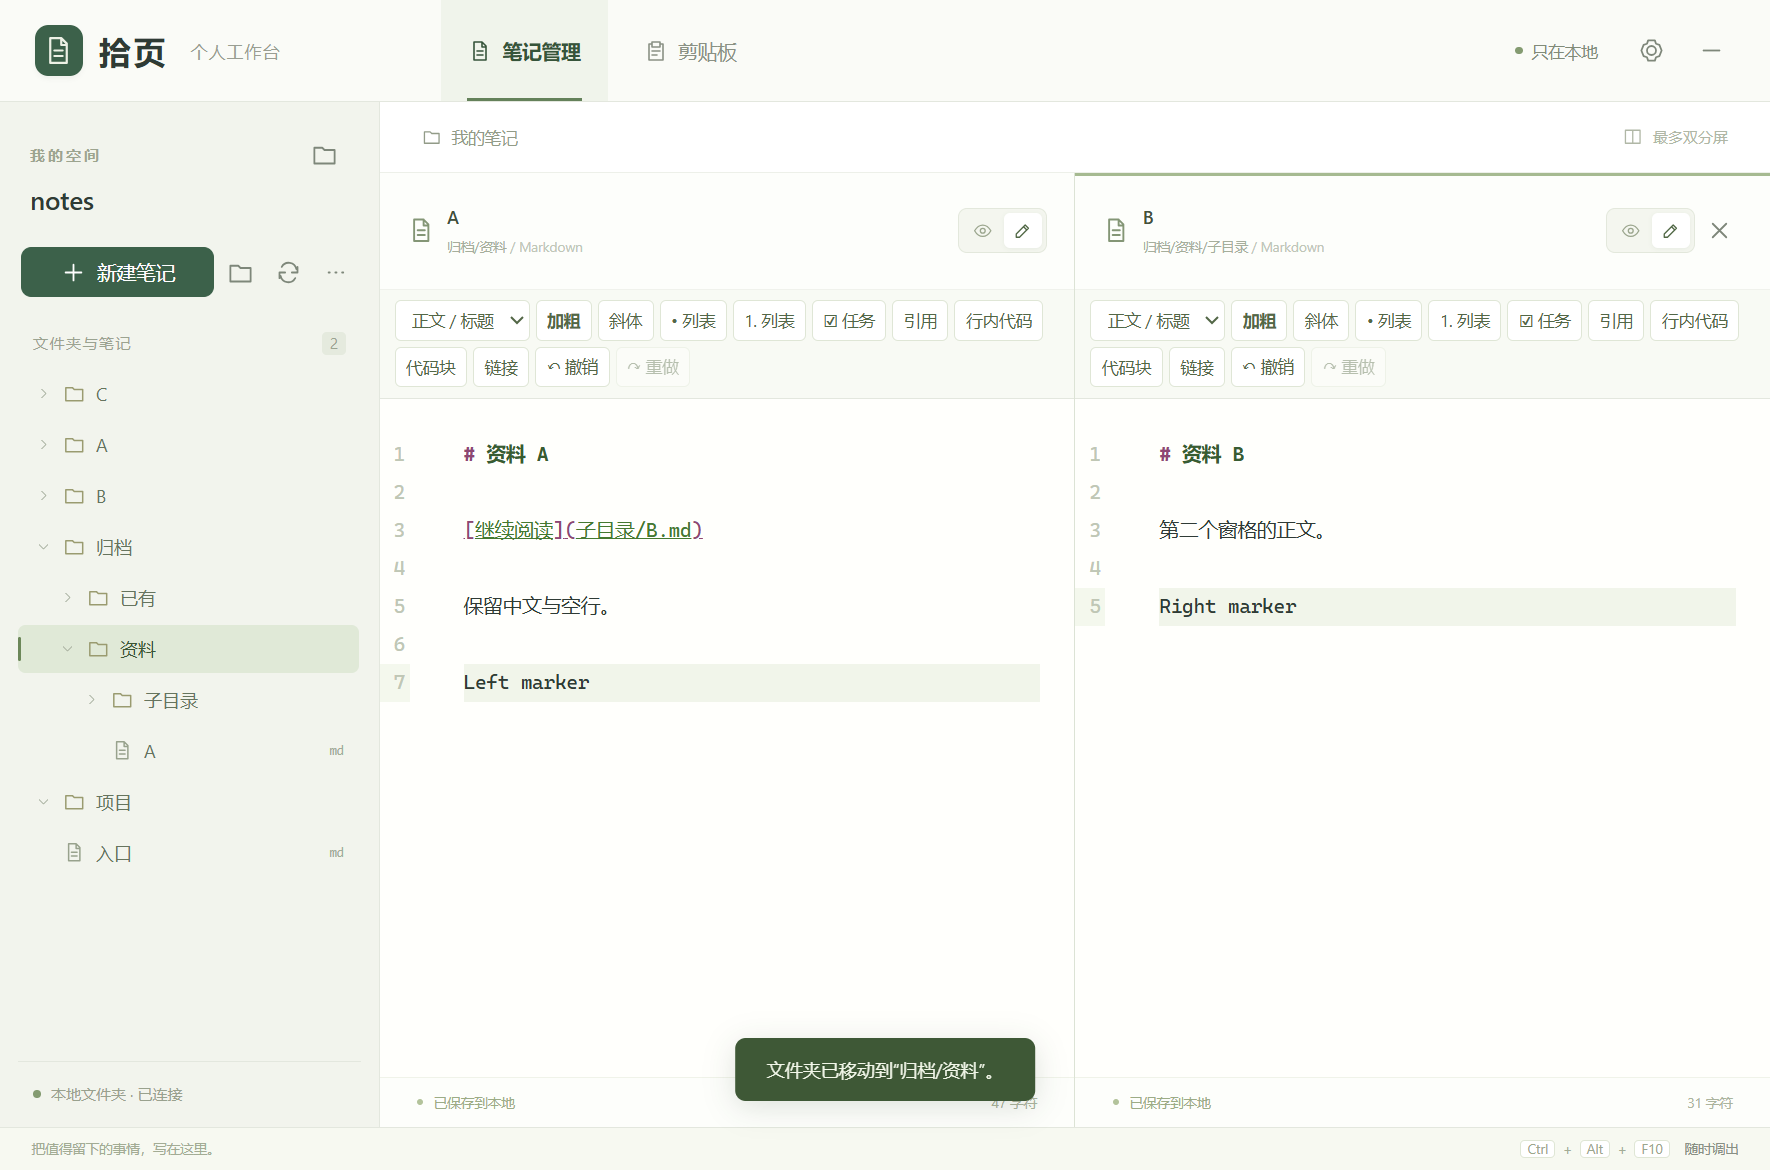 拾页 个人工作台
笔记管理
剪贴板
只在本地
我的空间
notes
新建笔记
文件夹与笔记 2
C
A
B
归档
已有
资料
子目录
A md
项目
入口 md
本地文件夹 · 已连接
我的笔记
最多双分屏
A
归档/资料 / Markdown
正文 / 标题 加粗 斜体 • 列表 1. 列表 ☑ 任务 引用 行内代码
代码块 链接 ↶ 撤销 ↷ 重做
1 # 资料 A
2
3 [继续阅读](子目录/B.md)
4
5 保留中文与空行。
6
7 Left marker
已保存到本地
47 字符
B
归档/资料/子目录 / Markdown
正文 / 标题 加粗 斜体 • 列表 1. 列表 ☑ 任务 引用 行内代码
代码块 链接 ↶ 撤销 ↷ 重做
1 # 资料 B
2
3 第二个窗格的正文。
4
5 Right marker
已保存到本地
31 字符
文件夹已移动到“归档/资料”。
把值得留下的事情，写在这里。
Ctrl + Alt + F10 随时调出